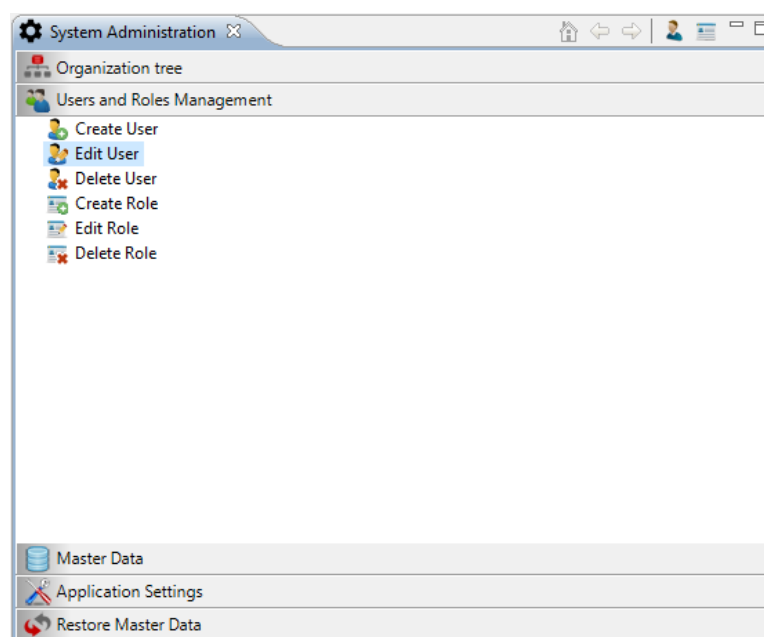 System Administration
Organization tree
Users and Roles Management
Create User
Edit User
Delete User
Create Role
Edit Role
Delete Role
Master Data
Application Settings
Restore Master Data